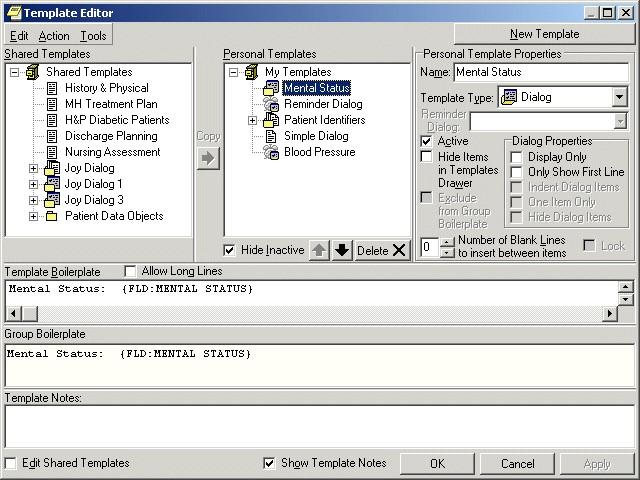 Template Editor
Edit Action Tools
New Template
Shared Templates
Shared Templates
History & Physical
MH Treatment Plan
H&P Diabetic Patients
Discharge Planning
Nursing Assessment
Joy Dialog
Joy Dialog 1
Joy Dialog 3
Patient Data Objects
Copy
Personal Templates
My Templates
Mental Status
Reminder Dialog
Patient Identifiers
Simple Dialog
Blood Pressure
Hide Inactive
Delete
Personal Template Properties
Name: Mental Status
Template Type: Dialog
Reminder
Dialog:
Active
Hide Items
in Templates
Drawer
Exclude
from Group
Boilerplate
Dialog Properties
Display Only
Only Show First Line
Indent Dialog Items
One Item Only
Hide Dialog Items
0 Number of Blank Lines
to insert between items
Lock
Template Boilerplate Allow Long Lines
Mental Status: {FLD:MENTAL STATUS}
Group Boilerplate
Mental Status: {FLD:MENTAL STATUS}
Template Notes:
Edit Shared Templates Show Template Notes OK Cancel Apply